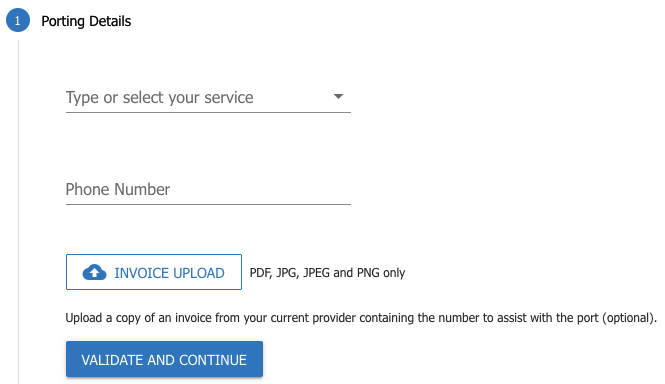 1 Porting Details
Type or select your service
Phone Number
INVOICE UPLOAD PDF, JPG, JPEG and PNG only
Upload a copy of an invoice from your current provider containing the number to assist with the port (optional).
VALIDATE AND CONTINUE